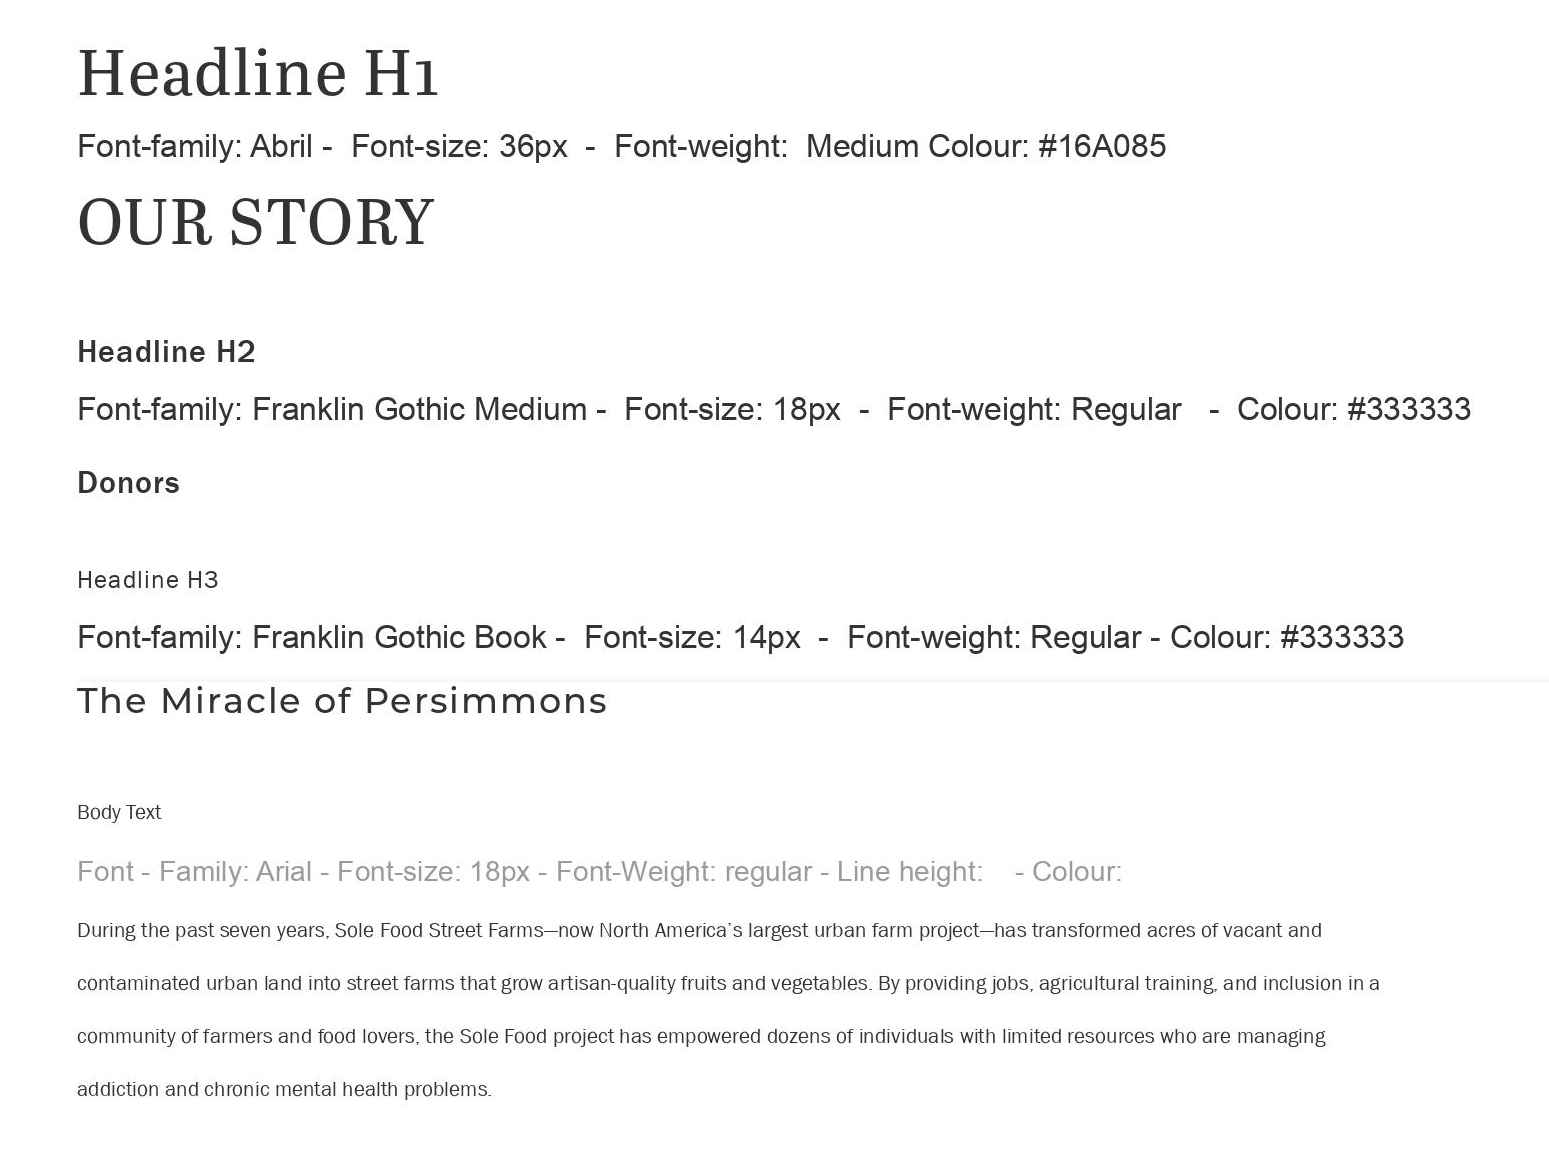 Headline H1
Font-family: Abril -  Font-size: 36px  -  Font-weight:  Medium Colour: #16A085
OUR STORY
Headline H2
Font-family: Franklin Gothic Medium -  Font-size: 18px  -  Font-weight: Regular   -  Colour: #333333
Donors
Headline H3
Font-family: Franklin Gothic Book -  Font-size: 14px  -  Font-weight: Regular - Colour: #333333
The Miracle of Persimmons
Body Text
Font - Family: Arial - Font-size: 18px - Font-Weight: regular - Line height:    - Colour:
During the past seven years, Sole Food Street Farms—now North America’s largest urban farm project—has transformed acres of vacant and
contaminated urban land into street farms that grow artisan-quality fruits and vegetables. By providing jobs, agricultural training, and inclusion in a
community of farmers and food lovers, the Sole Food project has empowered dozens of individuals with limited resources who are managing
addiction and chronic mental health problems.